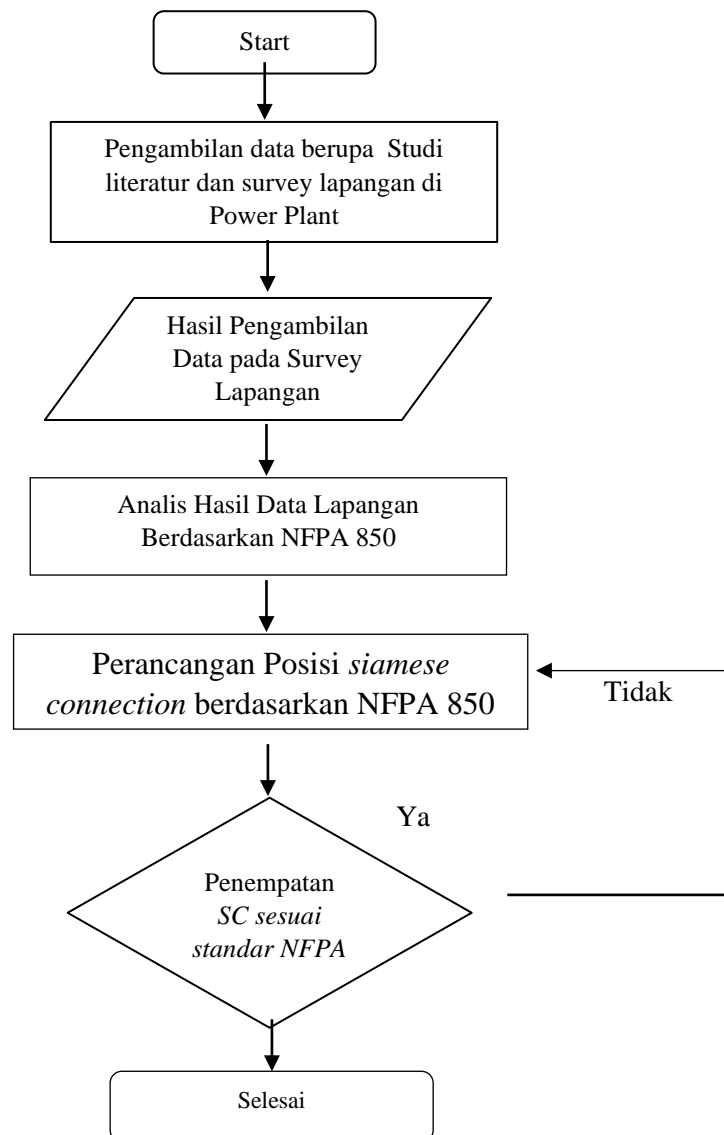 Start
Pengambilan data berupa Studi
literatur dan survey lapangan di
Power Plant
Hasil Pengambilan
Data pada Survey
Lapangan
Analis Hasil Data Lapangan
Berdasarkan NFPA 850
Perancangan Posisi siamese
connection berdasarkan NFPA 850
Tidak
Ya
Penempatan
SC sesuai
standar NFPA
Selesai